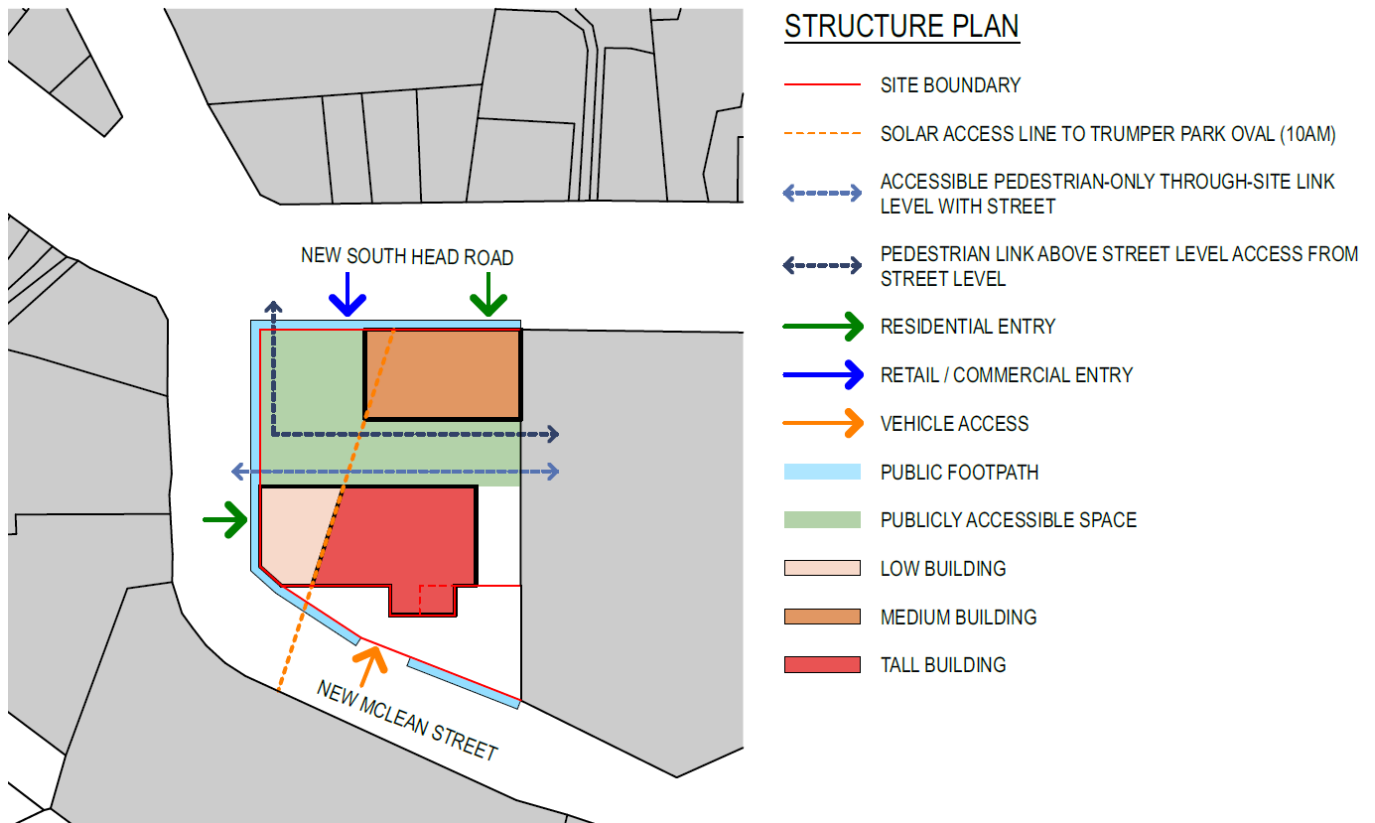 STRUCTURE PLAN
SITE BOUNDARY
SOLAR ACCESS LINE TO TRUMPER PARK OVAL (10AM)
ACCESSIBLE PEDESTRIAN-ONLY THROUGH-SITE LINK
LEVEL WITH STREET
PEDESTRIAN LINK ABOVE STREET LEVEL ACCESS FROM
STREET LEVEL
RESIDENTIAL ENTRY
RETAIL / COMMERCIAL ENTRY
VEHICLE ACCESS
PUBLIC FOOTPATH
PUBLICLY ACCESSIBLE SPACE
LOW BUILDING
MEDIUM BUILDING
TALL BUILDING
NEW SOUTH HEAD ROAD
NEW MCLEAN STREET